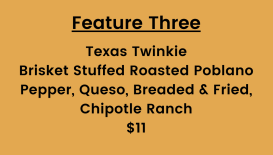 Feature Three
Texas Twinkie
Brisket Stuffed Roasted Poblano
Pepper, Queso, Breaded & Fried,
Chipotle Ranch
$11